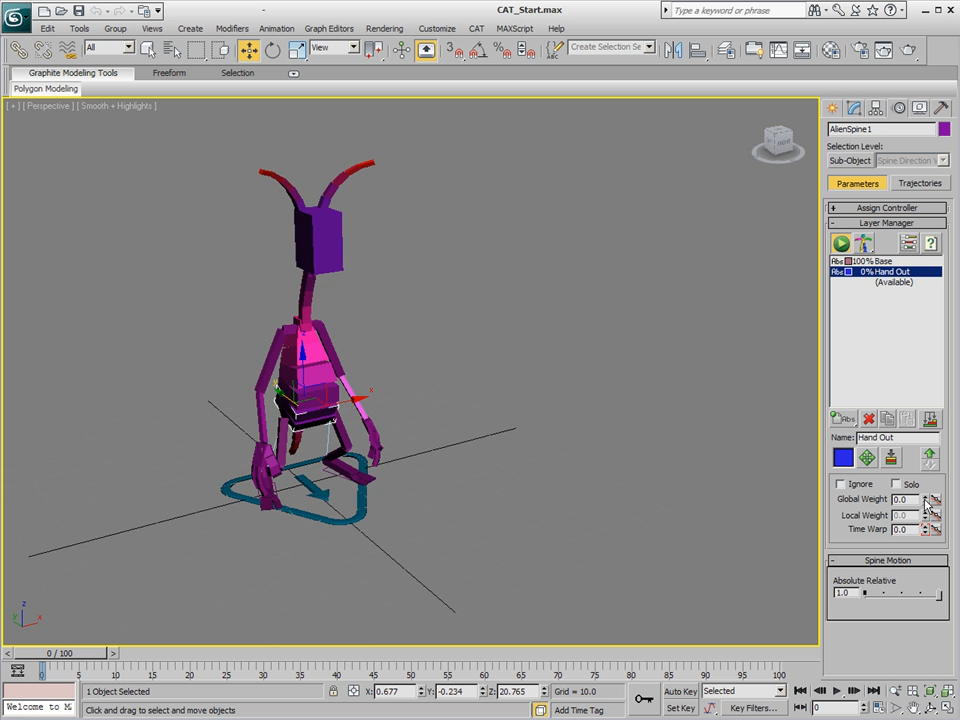 CAT_Start.max
Type a keyword or phrase
Edit Tools Group Views Create Modifiers Animation Graph Editors Rendering Customize CAT MAXScript Help
All View Create Selection Se
Graphite Modeling Tools Freeform Selection
Polygon Modeling
[ + ] [ Perspective ] [ Smooth + Highlights ]
AlienSpine1
Selection Level:
Sub-Object Spine Direction
Parameters Trajectories
+ Assign Controller
- Layer Manager
Abs 100% Base
Abs 0% Hand Out
(Available)
Abs
Name: Hand Out
Ignore Solo
Global Weight 0.0
Local Weight 0.0
Time Warp 0.0
- Spine Motion
Absolute Relative
1.0
z
x
y
x
< 0 / 100 >
0 5 10 15 20 25 30 35 40 45 50 55 60 65 70 75 80 85 90 95 100
1 Object Selected X: 0.677 Y: -0.234 Z: 20.765 Grid = 10.0 Auto Key Selected
Welcome to M Click and drag to select and move objects Add Time Tag Set Key Key Filters... 0